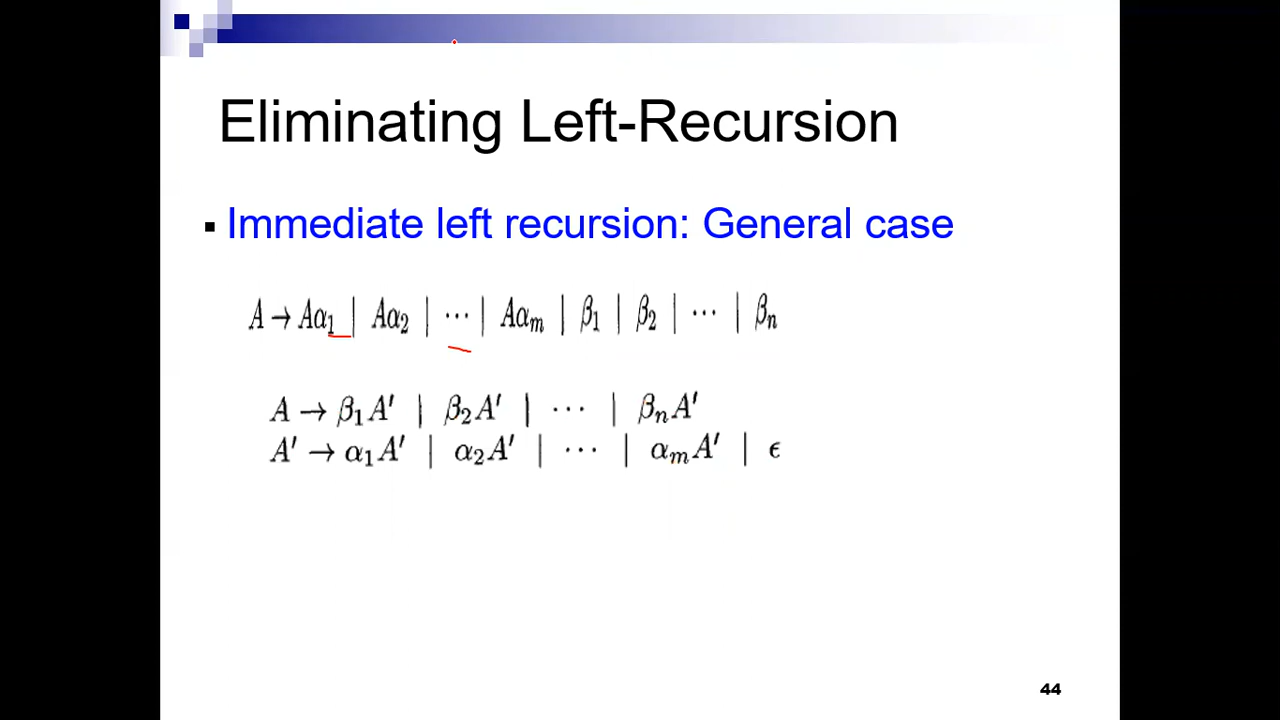 Eliminating Left-Recursion
▪ Immediate left recursion: General case
A → Aα₁ | Aα₂ | ··· | Aαₘ | β₁ | β₂ | ··· | βₙ
A → β₁A′ | β₂A′ | ··· | βₙA′
A′ → α₁A′ | α₂A′ | ··· | αₘA′ | ϵ
44